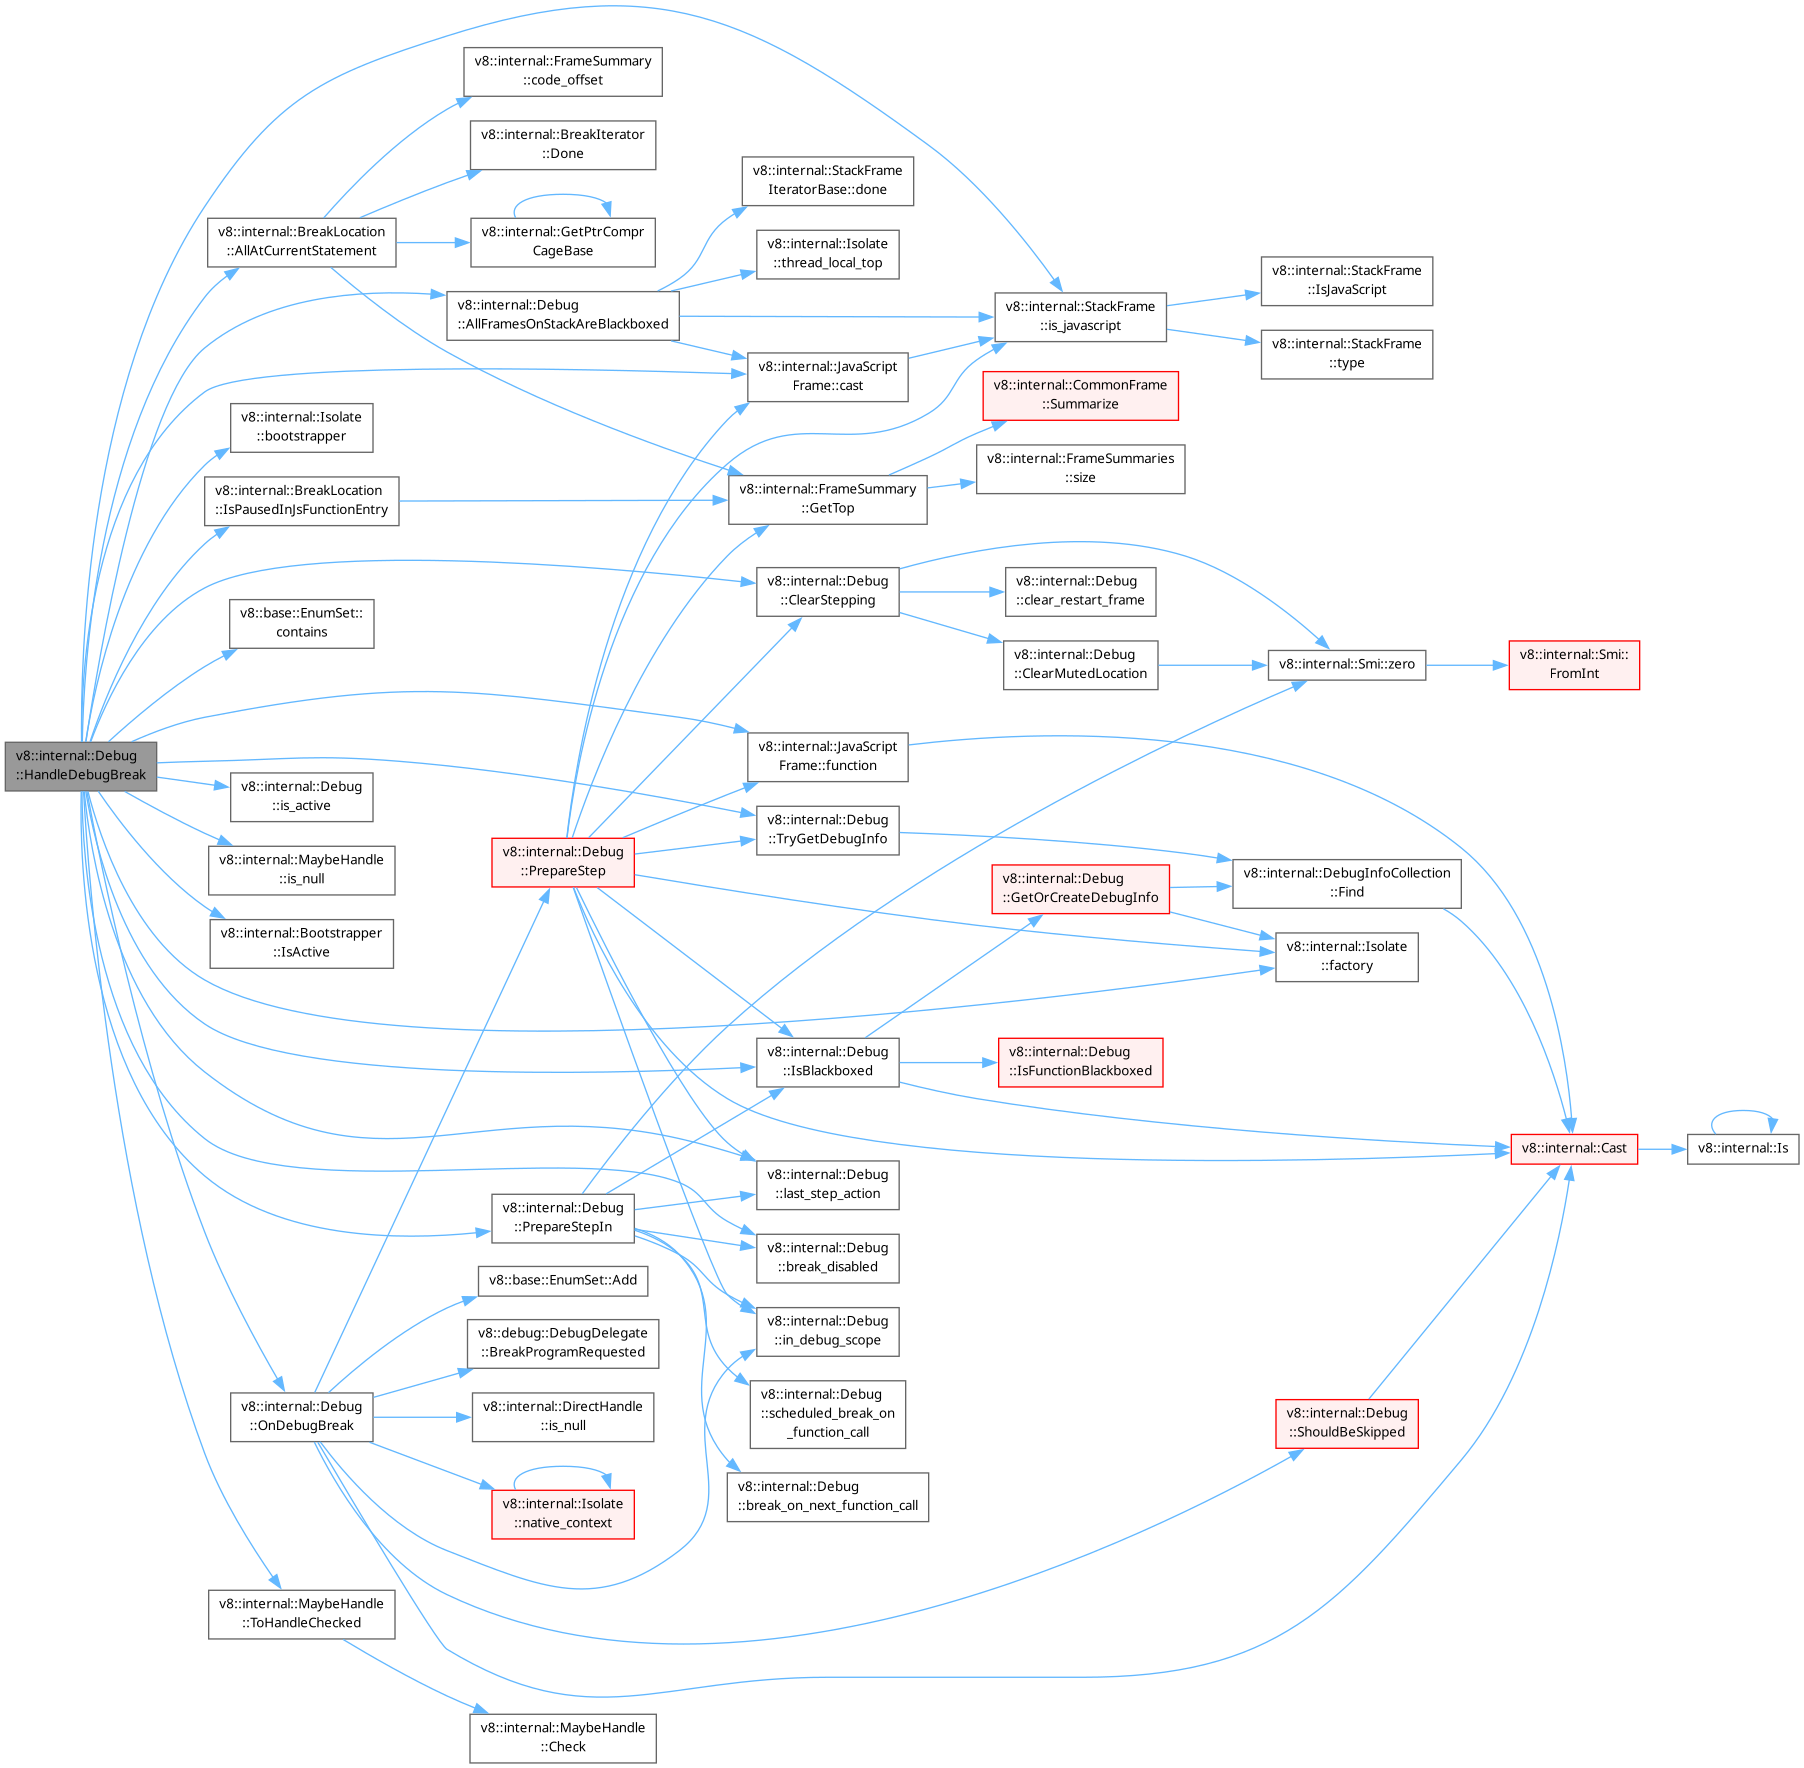 v8::internal::FrameSummary
::code_offset
v8::internal::BreakIterator
::Done
v8::internal::StackFrame
IteratorBase::done
v8::internal::BreakLocation
::AllAtCurrentStatement
v8::internal::GetPtrCompr
CageBase
v8::internal::Isolate
::thread_local_top
v8::internal::StackFrame
::IsJavaScript
v8::internal::Debug
::AllFramesOnStackAreBlackboxed
v8::internal::StackFrame
::is_javascript
v8::internal::StackFrame
::type
v8::internal::JavaScript
Frame::cast
v8::internal::CommonFrame
::Summarize
v8::internal::Isolate
::bootstrapper
v8::internal::FrameSummaries
::size
v8::internal::BreakLocation
::IsPausedInJsFunctionEntry
v8::internal::FrameSummary
::GetTop
v8::internal::Debug
::ClearStepping
v8::internal::Debug
::clear_restart_frame
v8::base::EnumSet::
contains
v8::internal::Debug
::ClearMutedLocation
v8::internal::Smi::zero
v8::internal::Smi::
FromInt
v8::internal::Debug
::HandleDebugBreak
v8::internal::JavaScript
Frame::function
v8::internal::Debug
::is_active
v8::internal::Debug
::TryGetDebugInfo
v8::internal::MaybeHandle
::is_null
v8::internal::Debug
::PrepareStep
v8::internal::Debug
::GetOrCreateDebugInfo
v8::internal::DebugInfoCollection
::Find
v8::internal::Bootstrapper
::IsActive
v8::internal::Isolate
::factory
v8::internal::Debug
::IsBlackboxed
v8::internal::Debug
::IsFunctionBlackboxed
v8::internal::Cast
v8::internal::Is
v8::internal::Debug
::last_step_action
v8::internal::Debug
::PrepareStepIn
v8::internal::Debug
::break_disabled
v8::base::EnumSet::Add
v8::internal::Debug
::in_debug_scope
v8::debug::DebugDelegate
::BreakProgramRequested
v8::internal::Debug
::OnDebugBreak
v8::internal::DirectHandle
::is_null
v8::internal::Debug
::scheduled_break_on
_function_call
v8::internal::Debug
::ShouldBeSkipped
v8::internal::Isolate
::native_context
v8::internal::Debug
::break_on_next_function_call
v8::internal::MaybeHandle
::ToHandleChecked
v8::internal::MaybeHandle
::Check